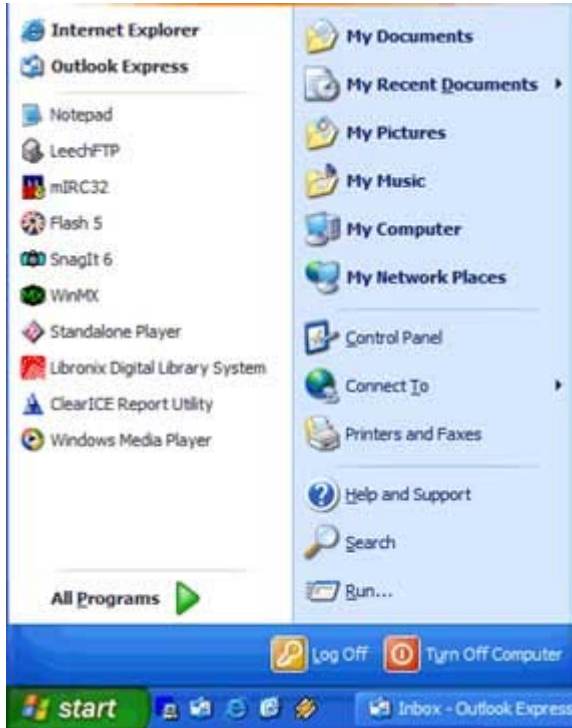 Internet Explorer
Outlook Express
Notepad
LeechFTP
mIRC32
Flash 5
SnagIt 6
WinMX
Standalone Player
Libronix Digital Library System
ClearICE Report Utility
Windows Media Player
All Programs
My Documents
My Recent Documents
My Pictures
My Music
My Computer
My Network Places
Control Panel
Connect To
Printers and Faxes
Help and Support
Search
Run...
Log Off
Turn Off Computer
start
Inbox - Outlook Express